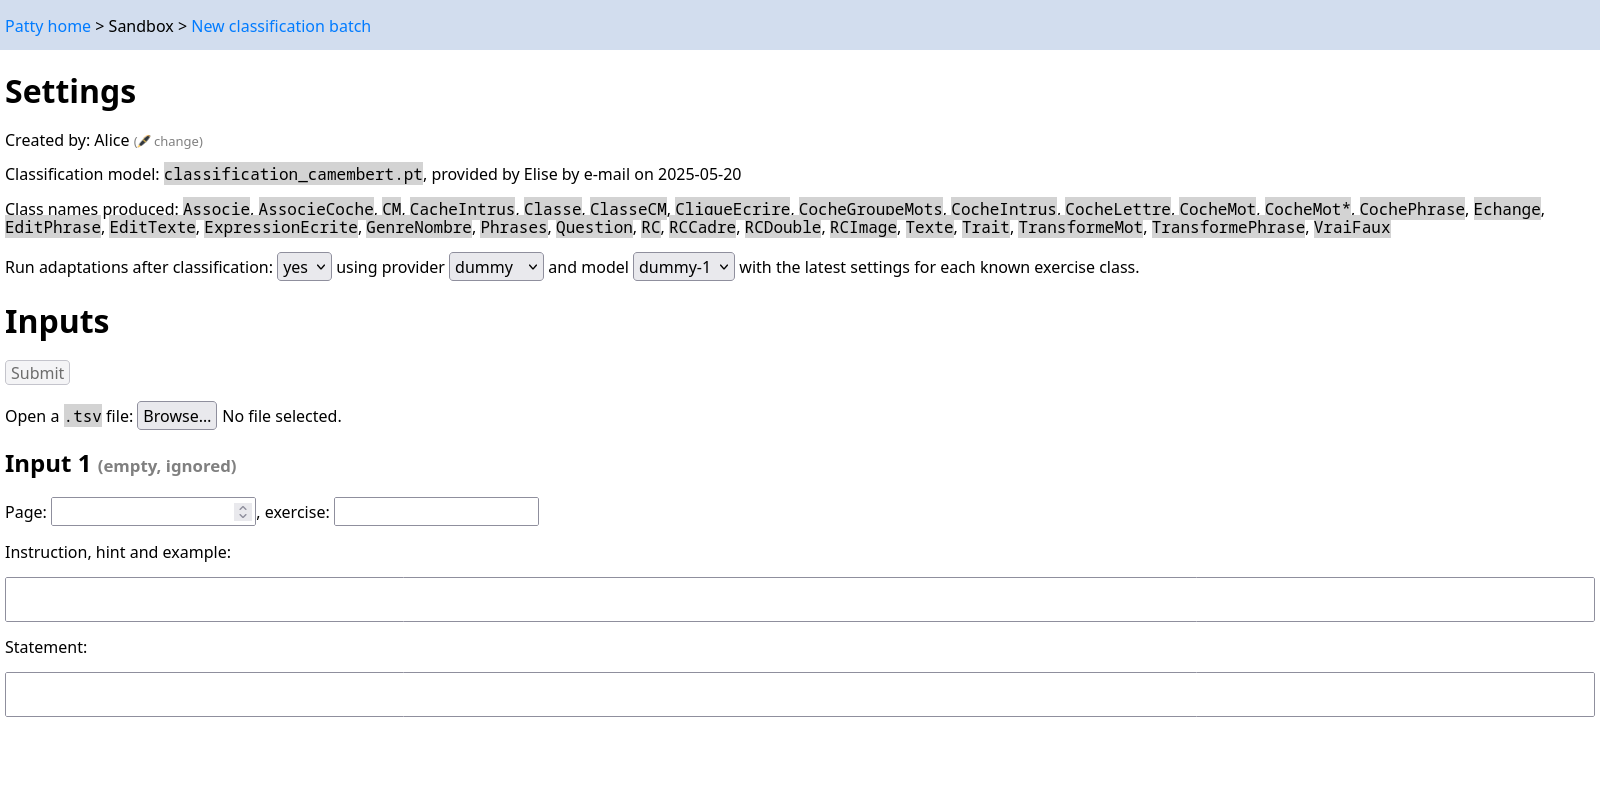 Patty home > Sandbox > New classification batch
Settings
Created by: Alice (🖋 change)
Classification model: classification_camembert.pt, provided by Elise by e-mail on 2025-05-20
Class names produced: Associe, AssocieCoche, CM, CacheIntrus, Classe, ClasseCM, CliqueEcrire, CocheGroupeMots, CocheIntrus, CocheLettre, CocheMot, CocheMot*, CochePhrase, Echange,
EditPhrase, EditTexte, ExpressionEcrite, GenreNombre, Phrases, Question, RC, RCCadre, RCDouble, RCImage, Texte, Trait, TransformeMot, TransformePhrase, VraiFaux
Run adaptations after classification: yes using provider dummy and model dummy-1 with the latest settings for each known exercise class.
Inputs
Submit
Open a .tsv file: Browse... No file selected.
Input 1 (empty, ignored)
Page: , exercise:
Instruction, hint and example:
Statement: